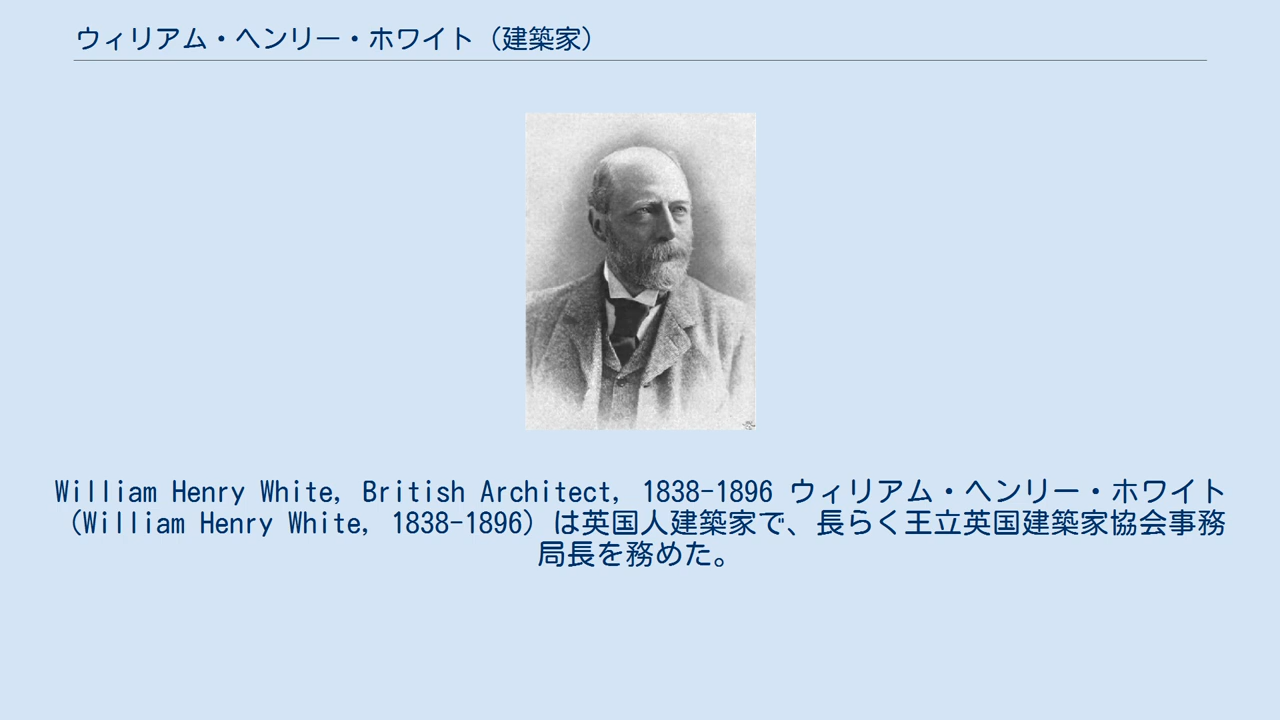 ウィリアム・ヘンリー・ホワイト（建築家）
William Henry White, British Architect, 1838-1896 ウィリアム・ヘンリー・ホワイト
（William Henry White, 1838-1896）は英国人建築家で、長らく王立英国建築家協会事務
局長を務めた。